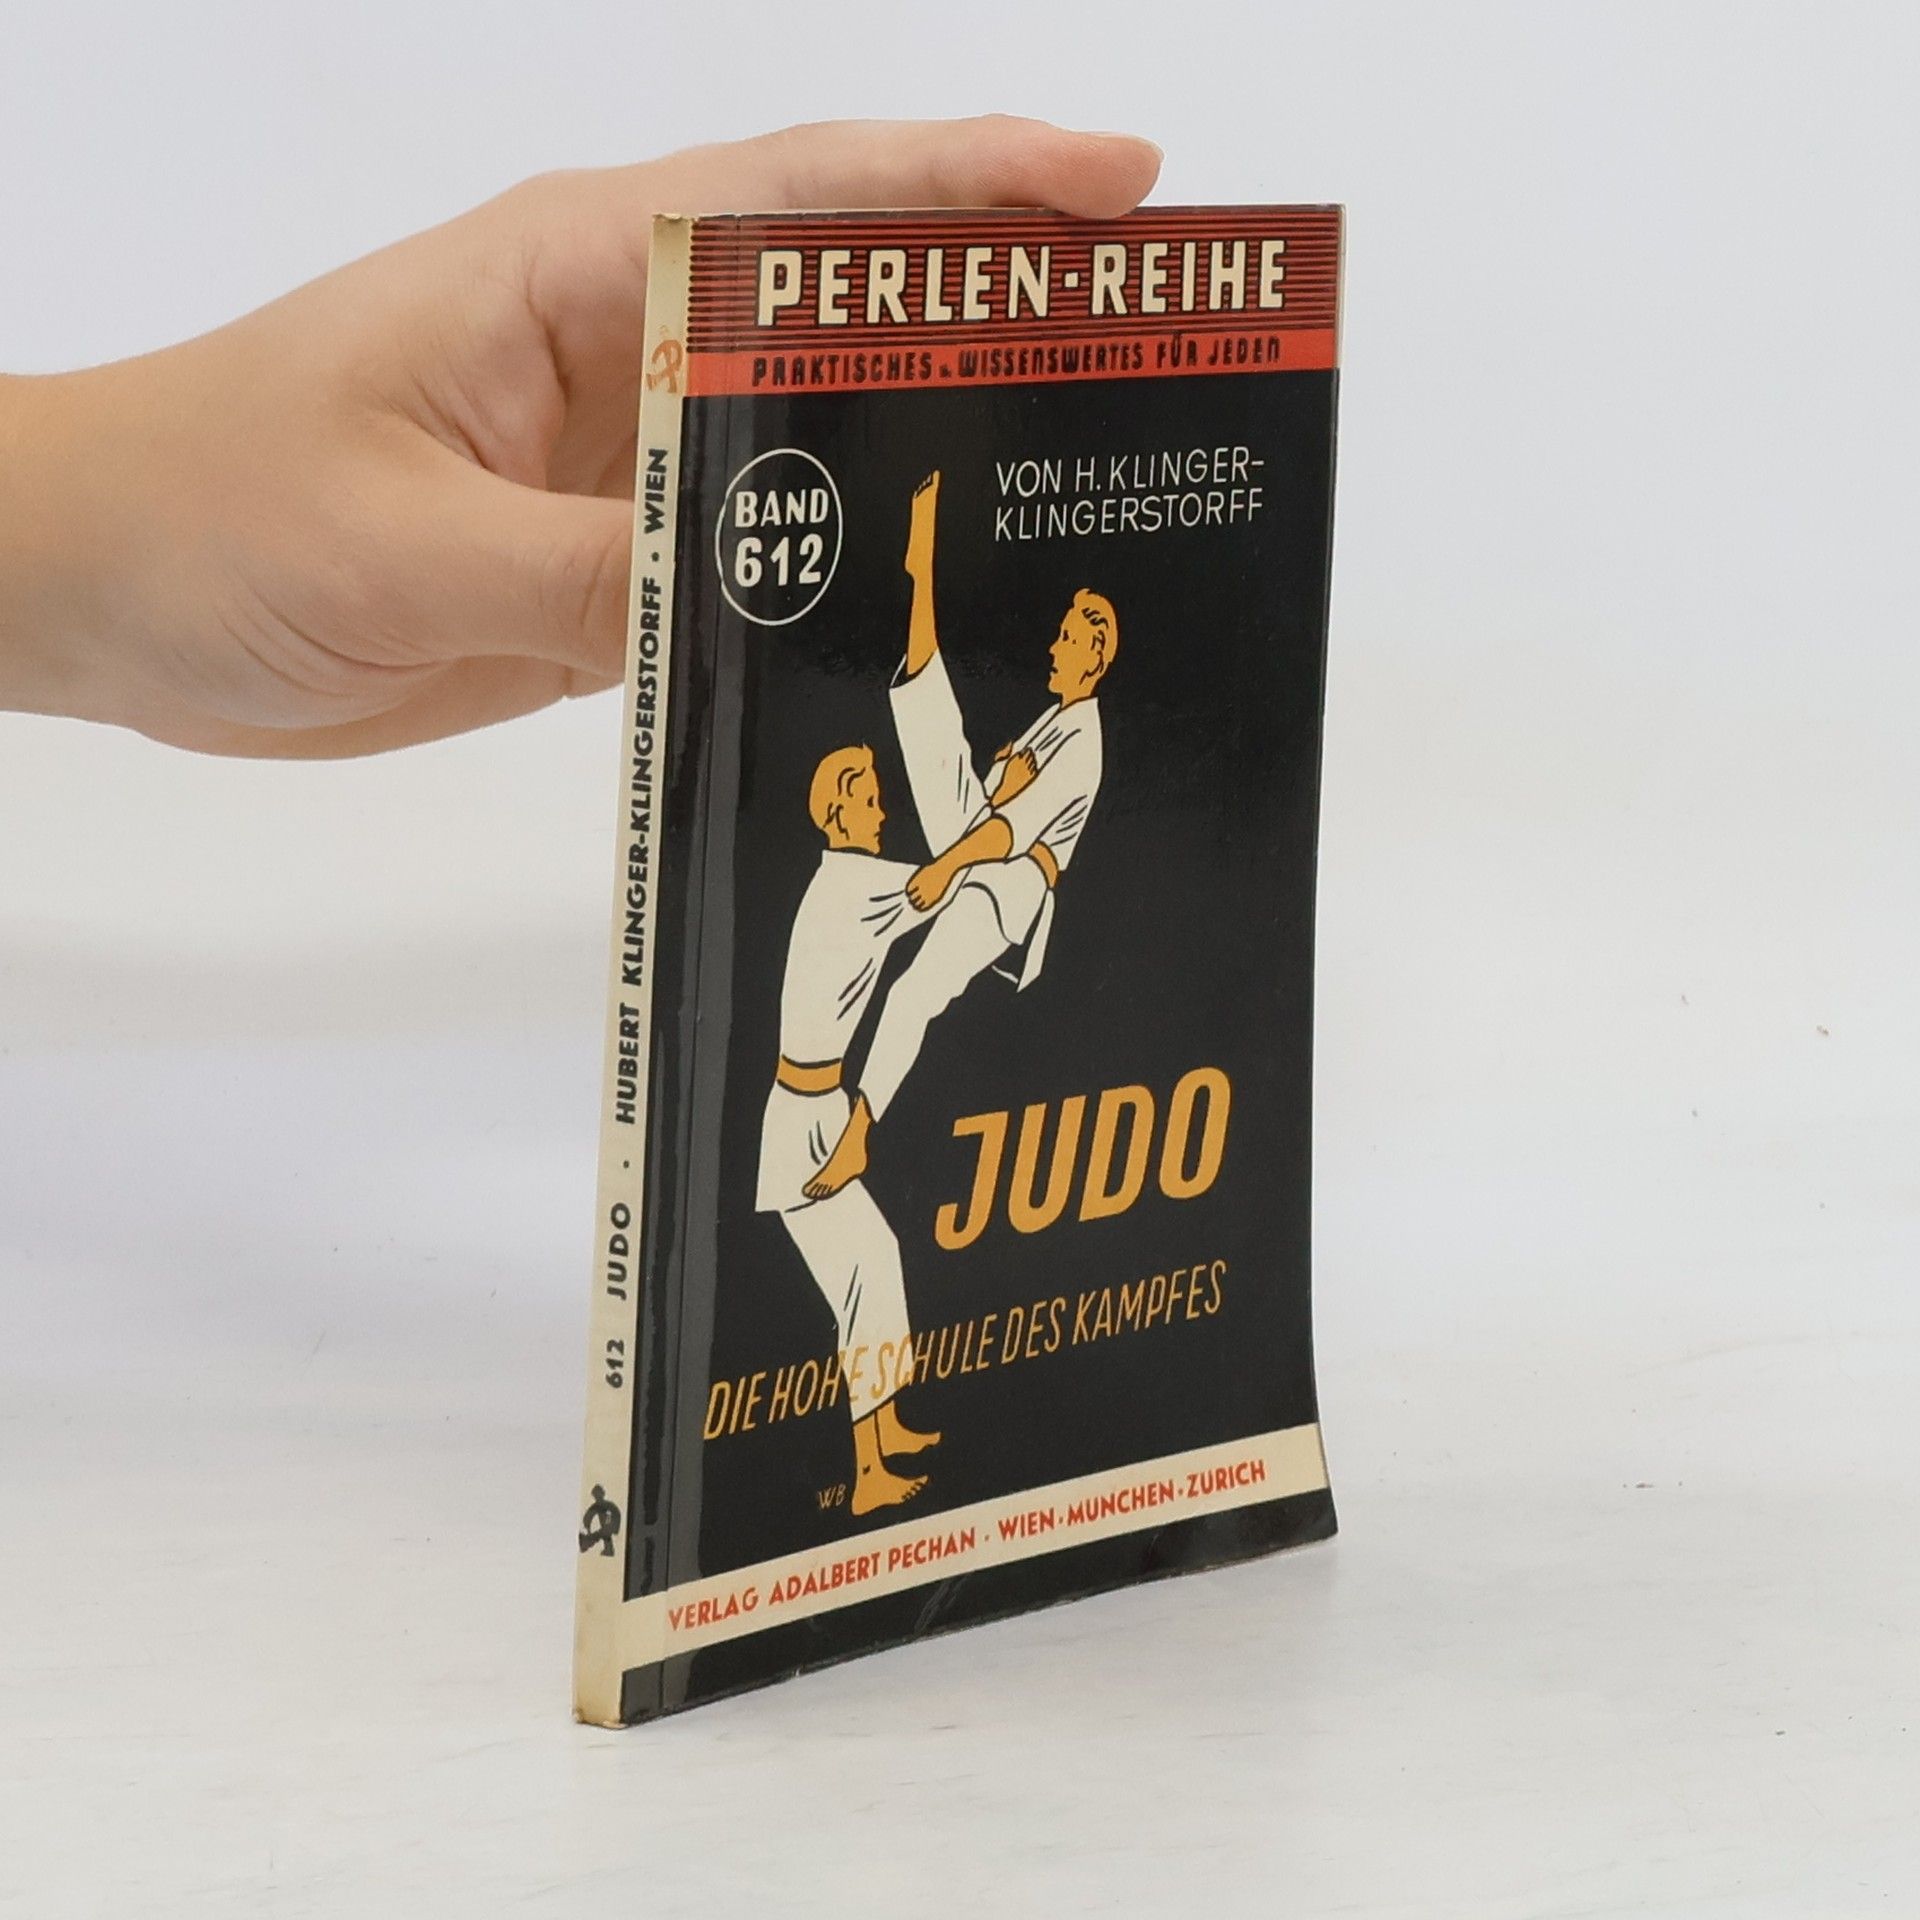 PERLEN-REIHE
PRAKTISCHES u. WISSENSWERTES FÜR JEDEN
BAND
612
VON H. KLINGER-
KLINGERSTORFF
JUDO
DIE HOHE SCHULE DES KAMPFES
WB
VERLAG ADALBERT PECHAN · WIEN · MÜNCHEN · ZÜRICH
612 JUDO · HUBERT KLINGER-KLINGERSTORFF · WIEN